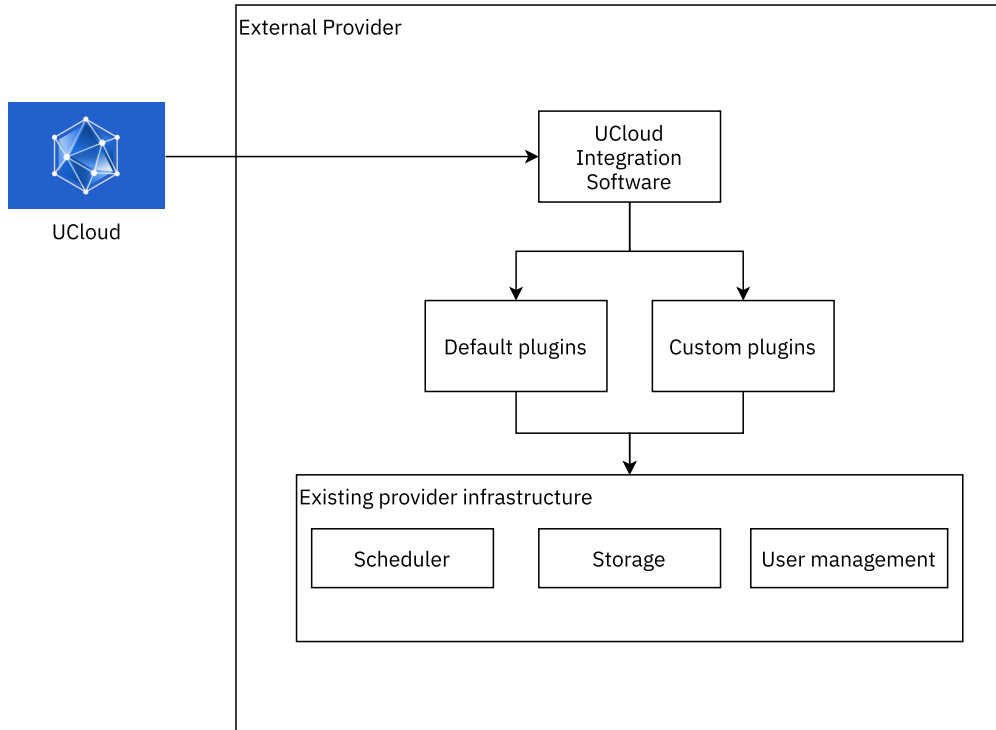 External Provider
UCloud
Integration
Software
UCloud
Default plugins
Custom plugins
Existing provider infrastructure
Scheduler
Storage
User management